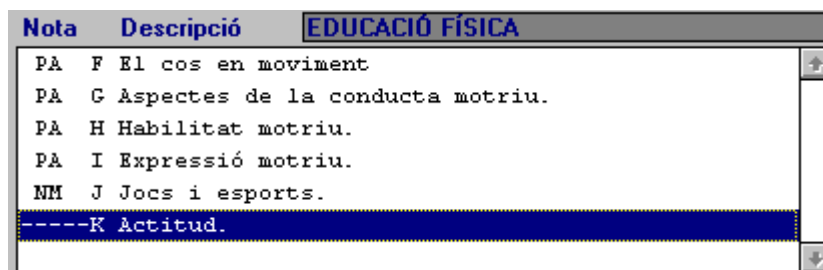 Nota Descripció EDUCACIÓ FÍSICA
PA F El cos en moviment
PA G Aspectes de la conducta motriu.
PA H Habilitat motriu.
PA I Expressió motriu.
NM J Jocs i esports.
-----K Actitud.